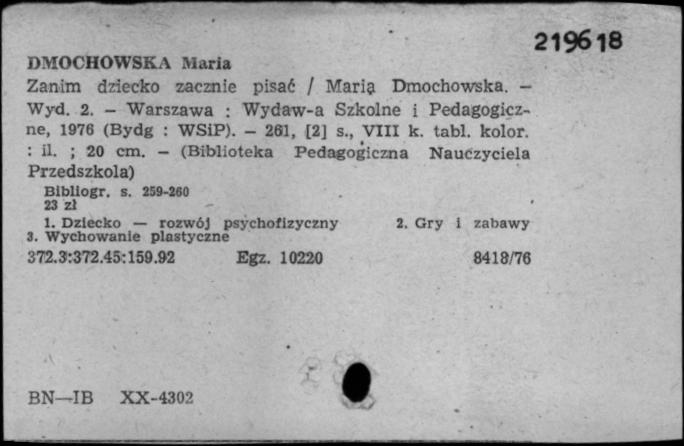 219618
DMOCHOWSKA Maria
Zanim dziecko zacznie pisać / Maria Dmochowska. —
Wyd. 2. — Warszawa : Wydaw-a Szkolne i Pedagogicz-
ne, 1976 (Bydg : WSiP). — 261, [2] s., VIII k. tabl. kolor.
: il. ; 20 cm. — (Biblioteka Pedagogiczna Nauczyciela
Przedszkola)
Bibliogr. s. 259-260
23 zł
1. Dziecko — rozwój psychofizyczny 2. Gry i zabawy
3. Wychowanie plastyczne
372.3:372.45:159.92 Egz. 10220 8418/76
BN—IB XX-4302